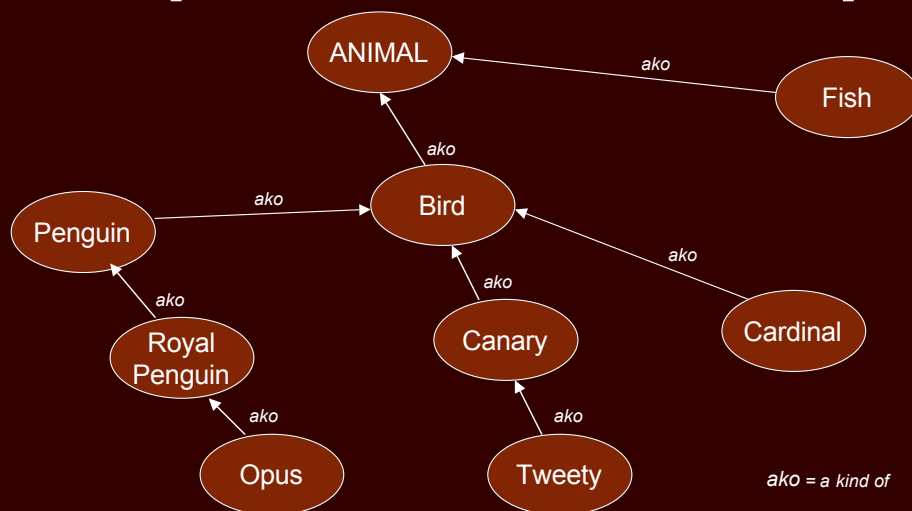 ANIMAL
ako
Fish
ako
Bird
ako
Penguin
ako
ako
ako
Cardinal
Canary
Royal
Penguin
ako
ako
Opus
Tweety
ako = a kind of